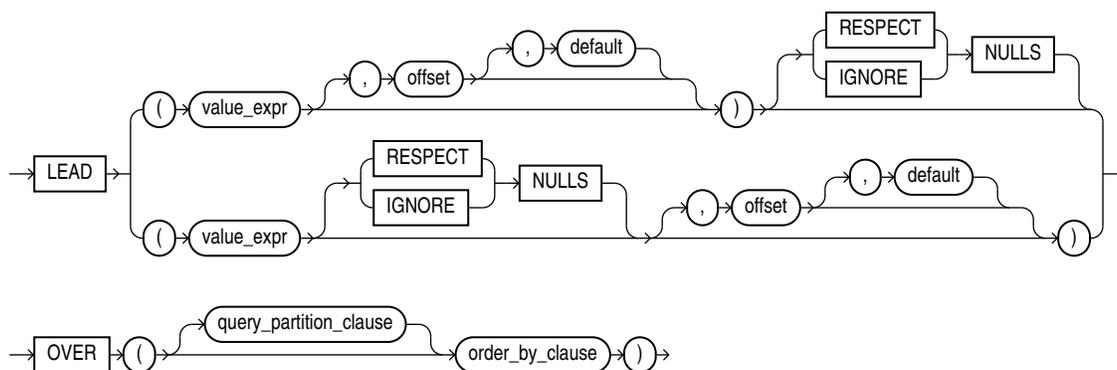 RESPECT
, default
, offset NULLS
IGNORE
( value_expr )
RESPECT
LEAD NULLS , default
IGNORE , offset
( value_expr )
query_partition_clause
OVER ( order_by_clause )